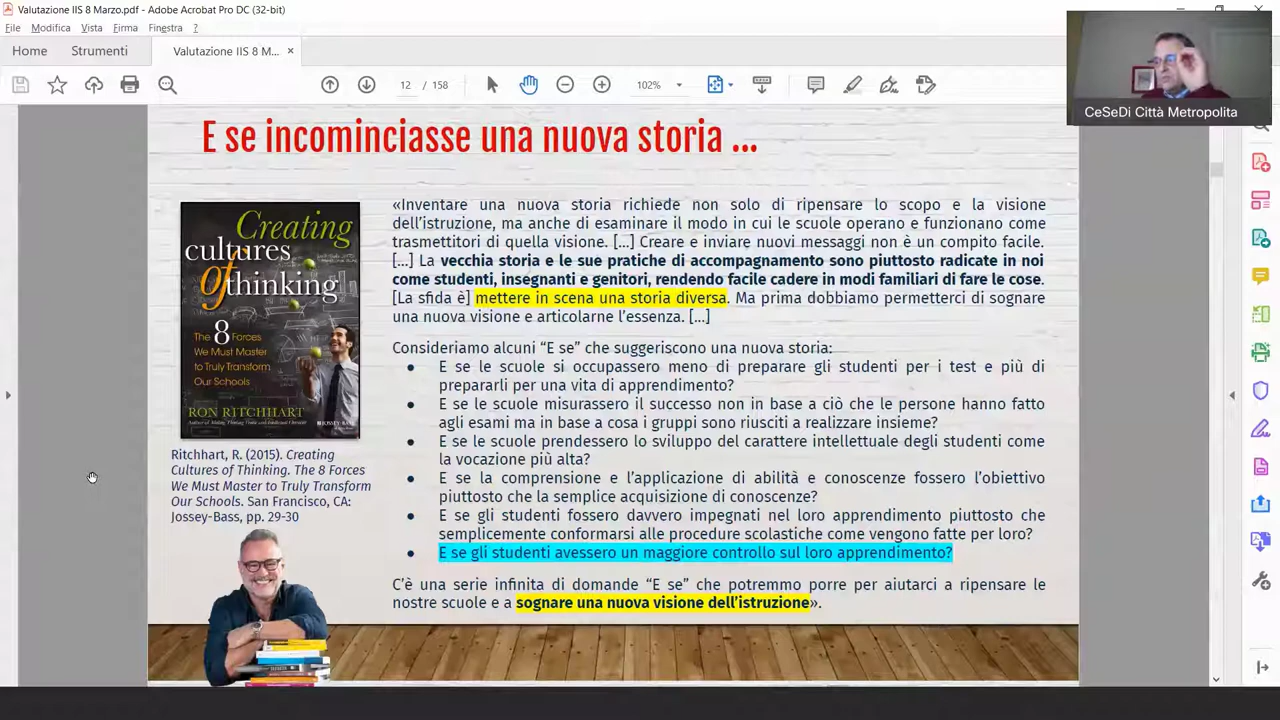 Valutazione IIS 8 Marzo.pdf - Adobe Acrobat Pro DC (32-bit)
File Modifica Vista Firma Finestra ?
Home Strumenti Valutazione IIS 8 M... ×
12 / 158 102%
CeSeDi Città Metropolita
E se incominciasse una nuova storia ...
Creating
cultures
of
thinking
The 8 Forces
We Must Master
to Truly Transform
Our Schools
RON RITCHHART
JOSSEY-BASS
Ritchhart, R. (2015). Creating
Cultures of Thinking. The 8 Forces
We Must Master to Truly Transform
Our Schools. San Francisco, CA:
Jossey-Bass, pp. 29-30
«Inventare una nuova storia richiede non solo di ripensare lo scopo e la visione
dell’istruzione, ma anche di esaminare il modo in cui le scuole operano e funzionano come
trasmettitori di quella visione. [...] Creare e inviare nuovi messaggi non è un compito facile.
[...] La vecchia storia e le sue pratiche di accompagnamento sono piuttosto radicate in noi
come studenti, insegnanti e genitori, rendendo facile cadere in modi familiari di fare le cose.
[La sfida è] mettere in scena una storia diversa. Ma prima dobbiamo permetterci di sognare
una nuova visione e articolarne l’essenza. [...]
Consideriamo alcuni “E se” che suggeriscono una nuova storia:
• E se le scuole si occupassero meno di preparare gli studenti per i test e più di
prepararli per una vita di apprendimento?
• E se le scuole misurassero il successo non in base a ciò che le persone hanno fatto
agli esami ma in base a cosa i gruppi sono riusciti a realizzare insieme?
• E se le scuole prendessero lo sviluppo del carattere intellettuale degli studenti come
la vocazione più alta?
• E se la comprensione e l’applicazione di abilità e conoscenze fossero l’obiettivo
piuttosto che la semplice acquisizione di conoscenze?
• E se gli studenti fossero davvero impegnati nel loro apprendimento piuttosto che
semplicemente conformarsi alle procedure scolastiche come vengono fatte per loro?
• E se gli studenti avessero un maggiore controllo sul loro apprendimento?
C’è una serie infinita di domande “E se” che potremmo porre per aiutarci a ripensare le
nostre scuole e a sognare una nuova visione dell’istruzione».